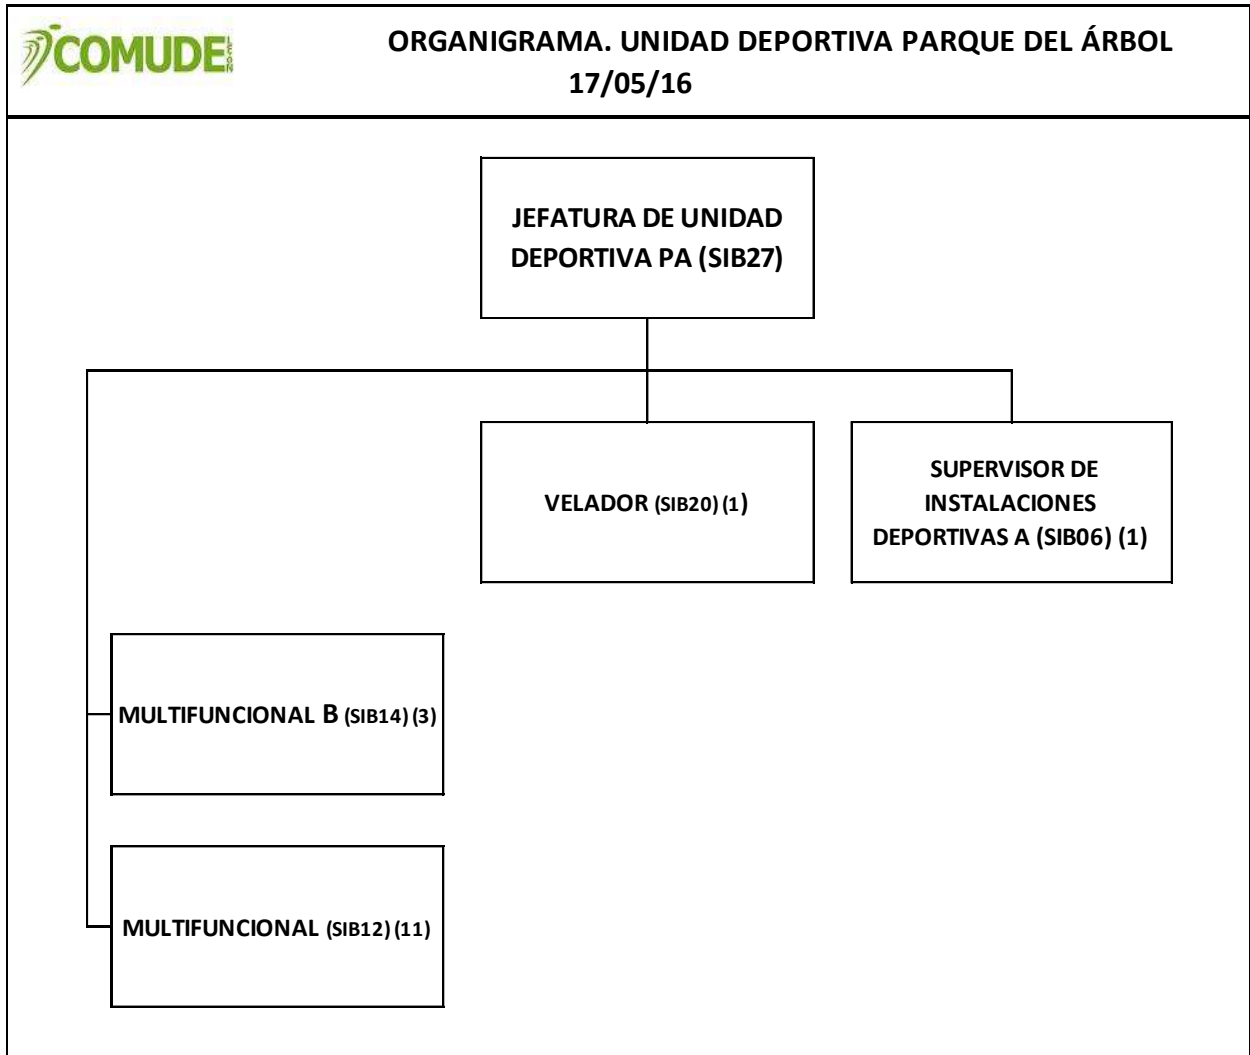 COMUDE LEÓN
ORGANIGRAMA. UNIDAD DEPORTIVA PARQUE DEL ÁRBOL
17/05/16
JEFATURA DE UNIDAD
DEPORTIVA PA (SIB27)
VELADOR (SIB20) (1)
SUPERVISOR DE
INSTALACIONES
DEPORTIVAS A (SIB06) (1)
MULTIFUNCIONAL B (SIB14) (3)
MULTIFUNCIONAL (SIB12) (11)